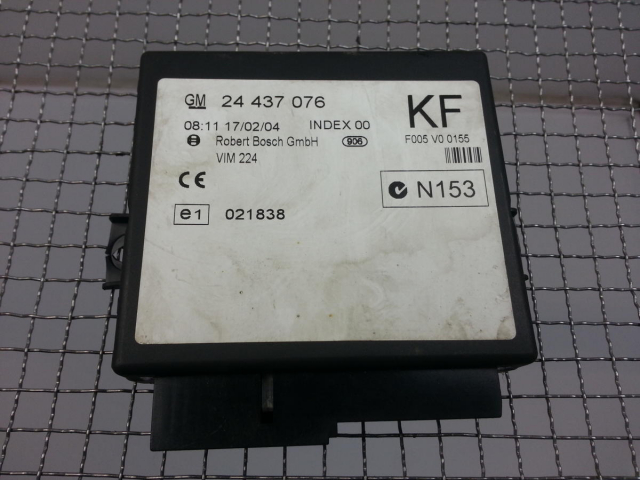 GM 24 437 076 KF
08:11 17/02/04 INDEX 00 F005 V0 0155
Robert Bosch GmbH 906
VIM 224
CE N153
e1 021838